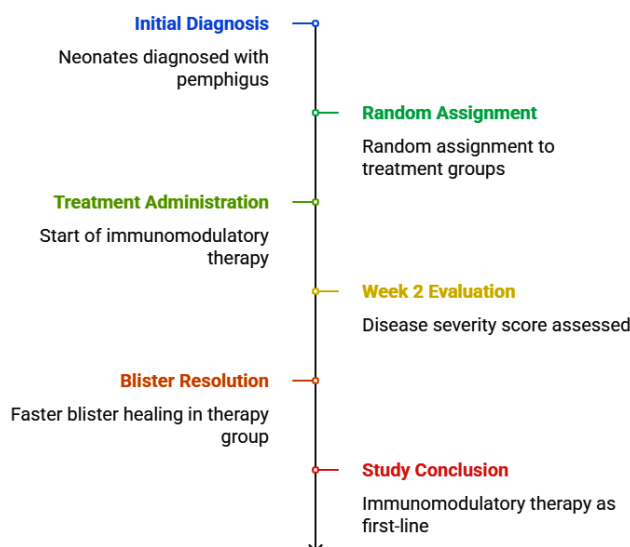 Initial Diagnosis
Neonates diagnosed with
pemphigus
Random Assignment
Random assignment to
treatment groups
Treatment Administration
Start of immunomodulatory
therapy
Week 2 Evaluation
Disease severity score assessed
Blister Resolution
Faster blister healing in therapy
group
Study Conclusion
Immunomodulatory therapy as
first-line